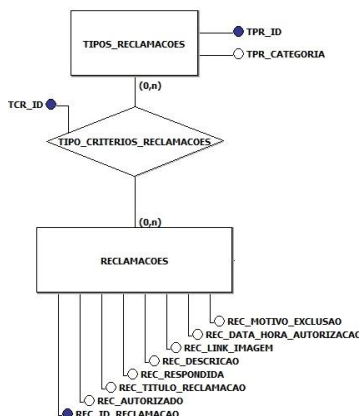 TIPOS_RECLAMACOES
TPR_ID
TPR_CATEGORIA
(0,n)
TCR_ID
TIPO_CRITERIOS_RECLAMACOES
(0,n)
RECLAMACOES
REC_MOTIVO_EXCLUSAO
REC_DATA_HORA_AUTORIZACAO
REC_LINK_IMAGEM
REC_DESCRICAO
REC_RESPONDIDA
REC_TITULO_RECLAMACAO
REC_AUTORIZADO
REC_ID_RECLAMACAO